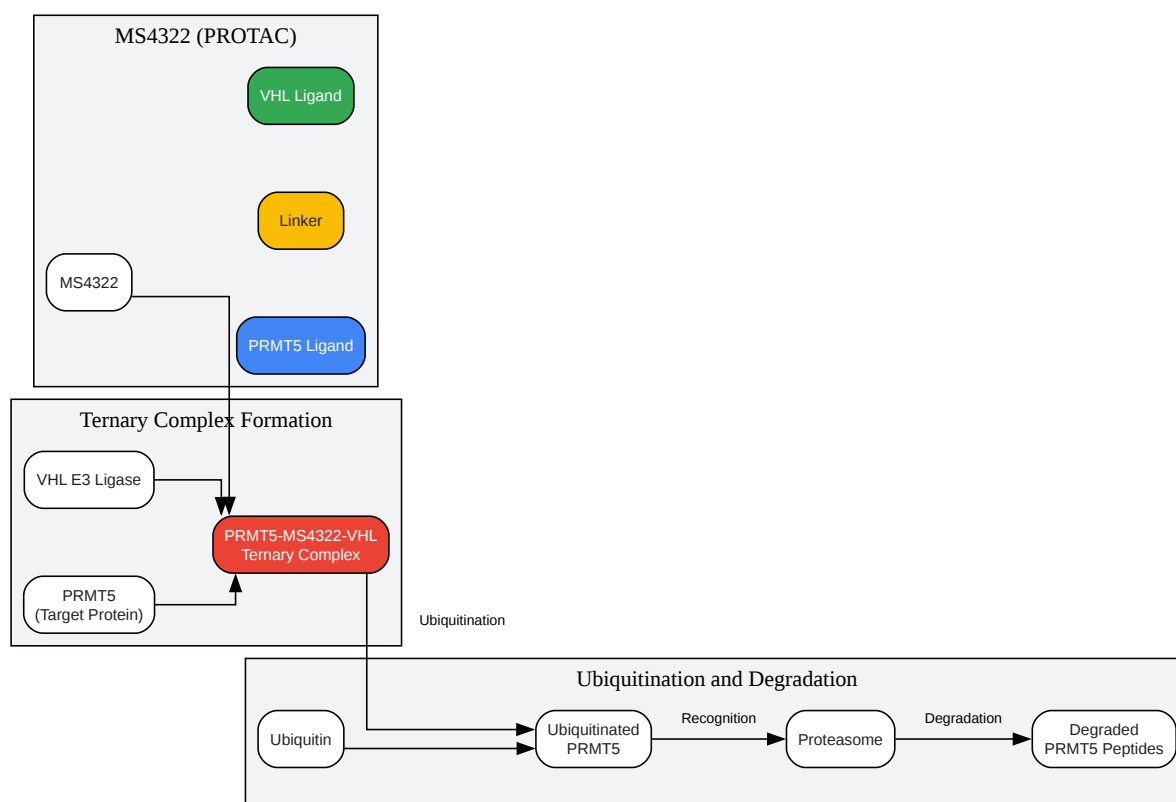 MS4322 (PROTAC)
VHL Ligand
Linker
MS4322
PRMT5 Ligand
Ternary Complex Formation
VHL E3 Ligase
PRMT5-MS4322-VHL
Ternary Complex
PRMT5
(Target Protein)
Ubiquitination
Ubiquitination and Degradation
Ubiquitin
Ubiquitinated
PRMT5
Recognition
Proteasome
Degradation
Degraded
PRMT5 Peptides